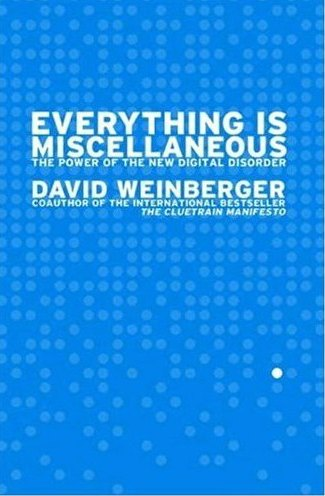 EVERYTHING IS
MISCELLANEOUS
THE POWER OF THE NEW DIGITAL DISORDER
DAVID WEINBERGER
COAUTHOR OF THE INTERNATIONAL BESTSELLER
THE CLUETRAIN MANIFESTO